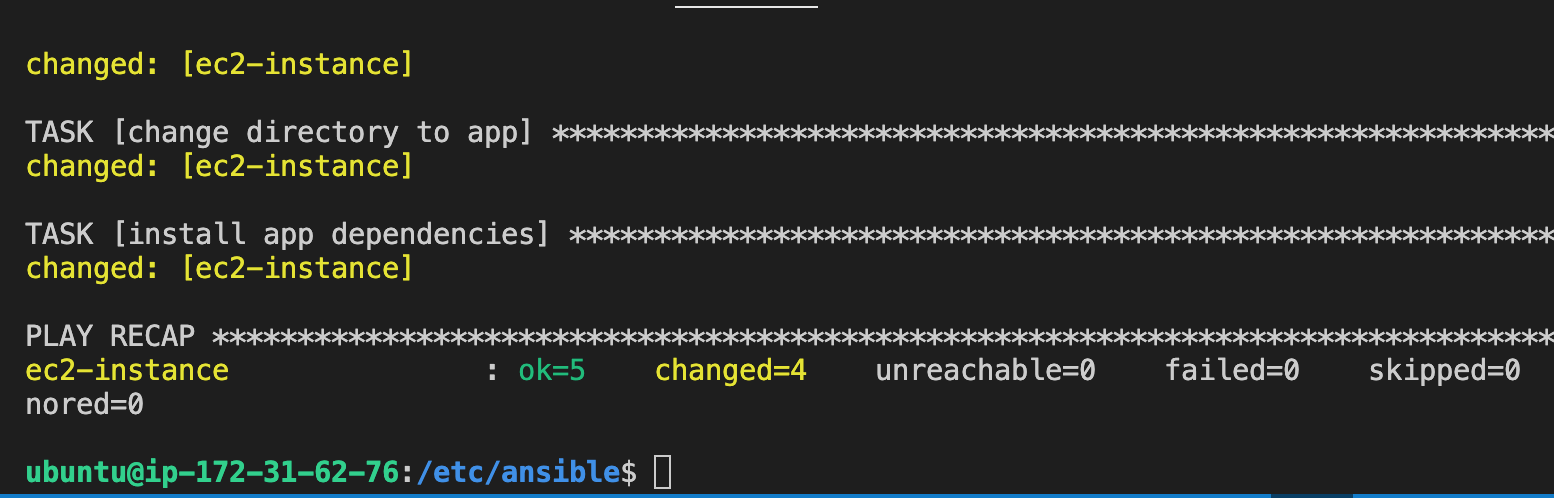 changed: [ec2-instance]
TASK [change directory to app] ***********************************************************
changed: [ec2-instance]
TASK [install app dependencies] **********************************************************
changed: [ec2-instance]
PLAY RECAP *******************************************************************************
ec2-instance : ok=5 changed=4 unreachable=0 failed=0 skipped=0
nored=0
ubuntu@ip-172-31-62-76:/etc/ansible$